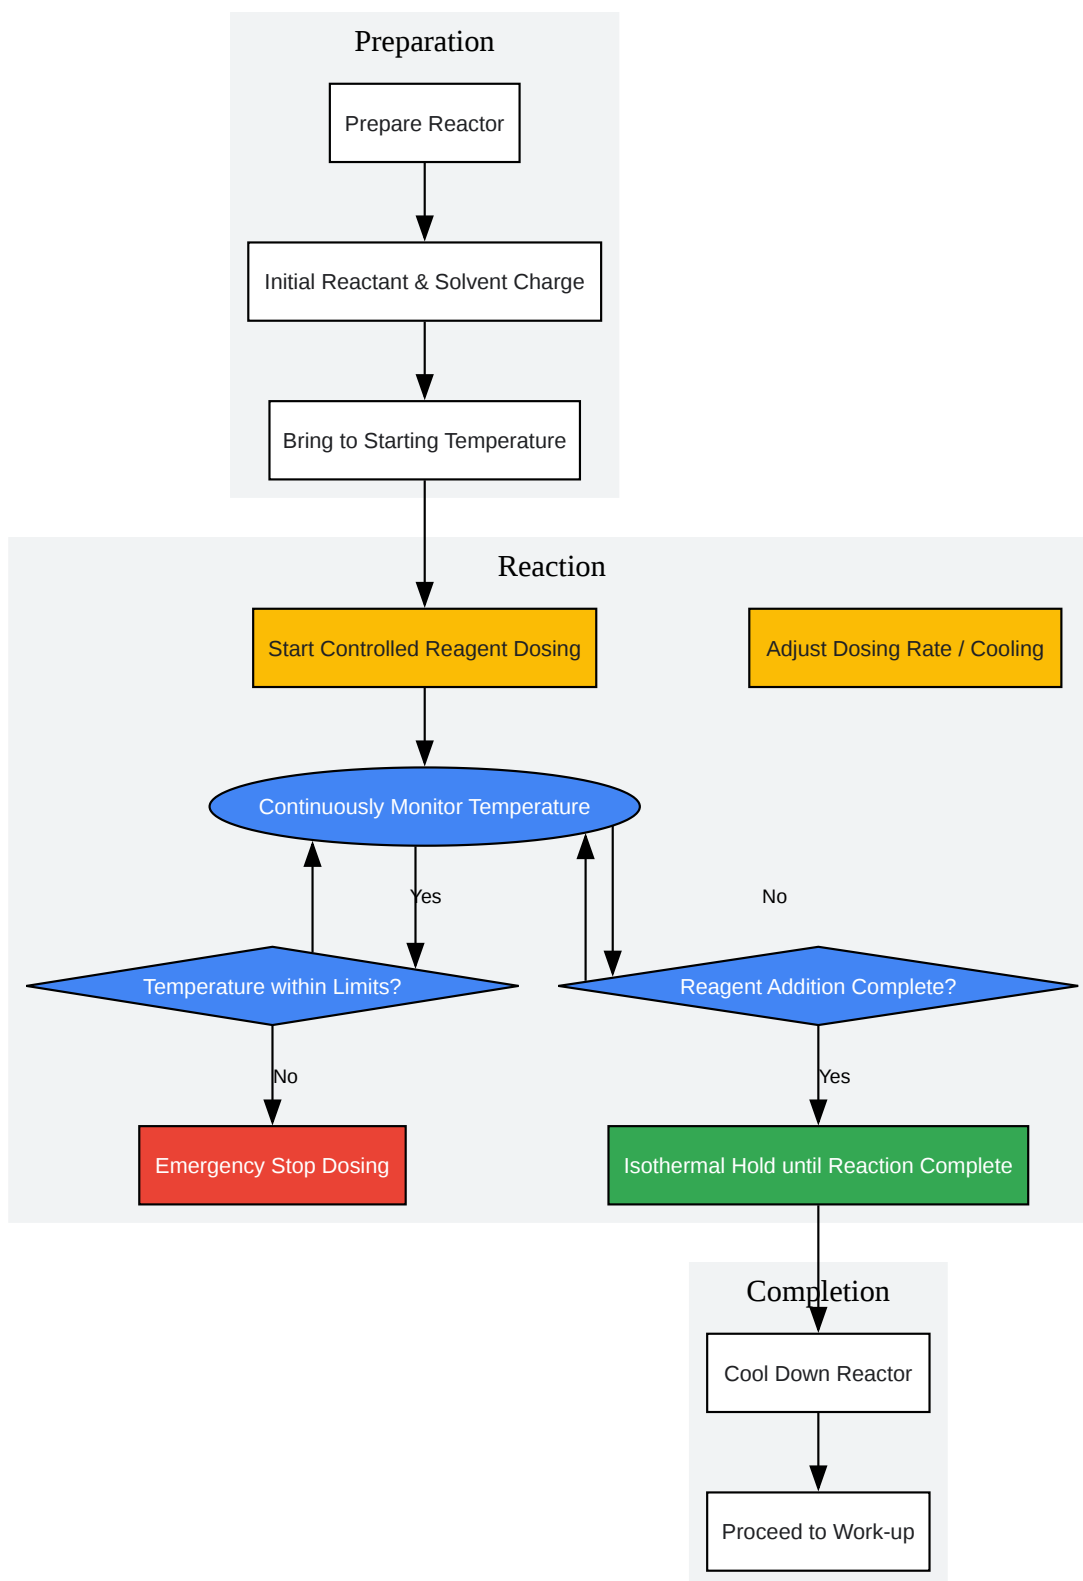 Preparation
Prepare Reactor
Initial Reactant & Solvent Charge
Bring to Starting Temperature
Reaction
Start Controlled Reagent Dosing
Adjust Dosing Rate / Cooling
Continuously Monitor Temperature
Yes
No
Temperature within Limits?
Reagent Addition Complete?
No
Yes
Emergency Stop Dosing
Isothermal Hold until Reaction Complete
Completion
Cool Down Reactor
Proceed to Work-up